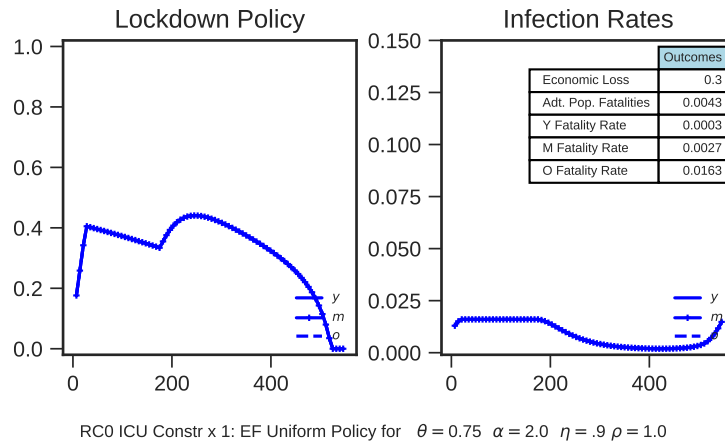 Lockdown Policy
1.0
0.8
0.6
0.4
0.2
0.0
0 200 400
y
m
o
Infection Rates
0.150
0.125
0.100
0.075
0.050
0.025
0.000
0 200 400
Outcomes
Economic Loss 0.3
Adt. Pop. Fatalities 0.0043
Y Fatality Rate 0.0003
M Fatality Rate 0.0027
O Fatality Rate 0.0163
y
m
o
RC0 ICU Constr x 1: EF Uniform Policy for θ = 0.75 α = 2.0 η = .9 ρ = 1.0